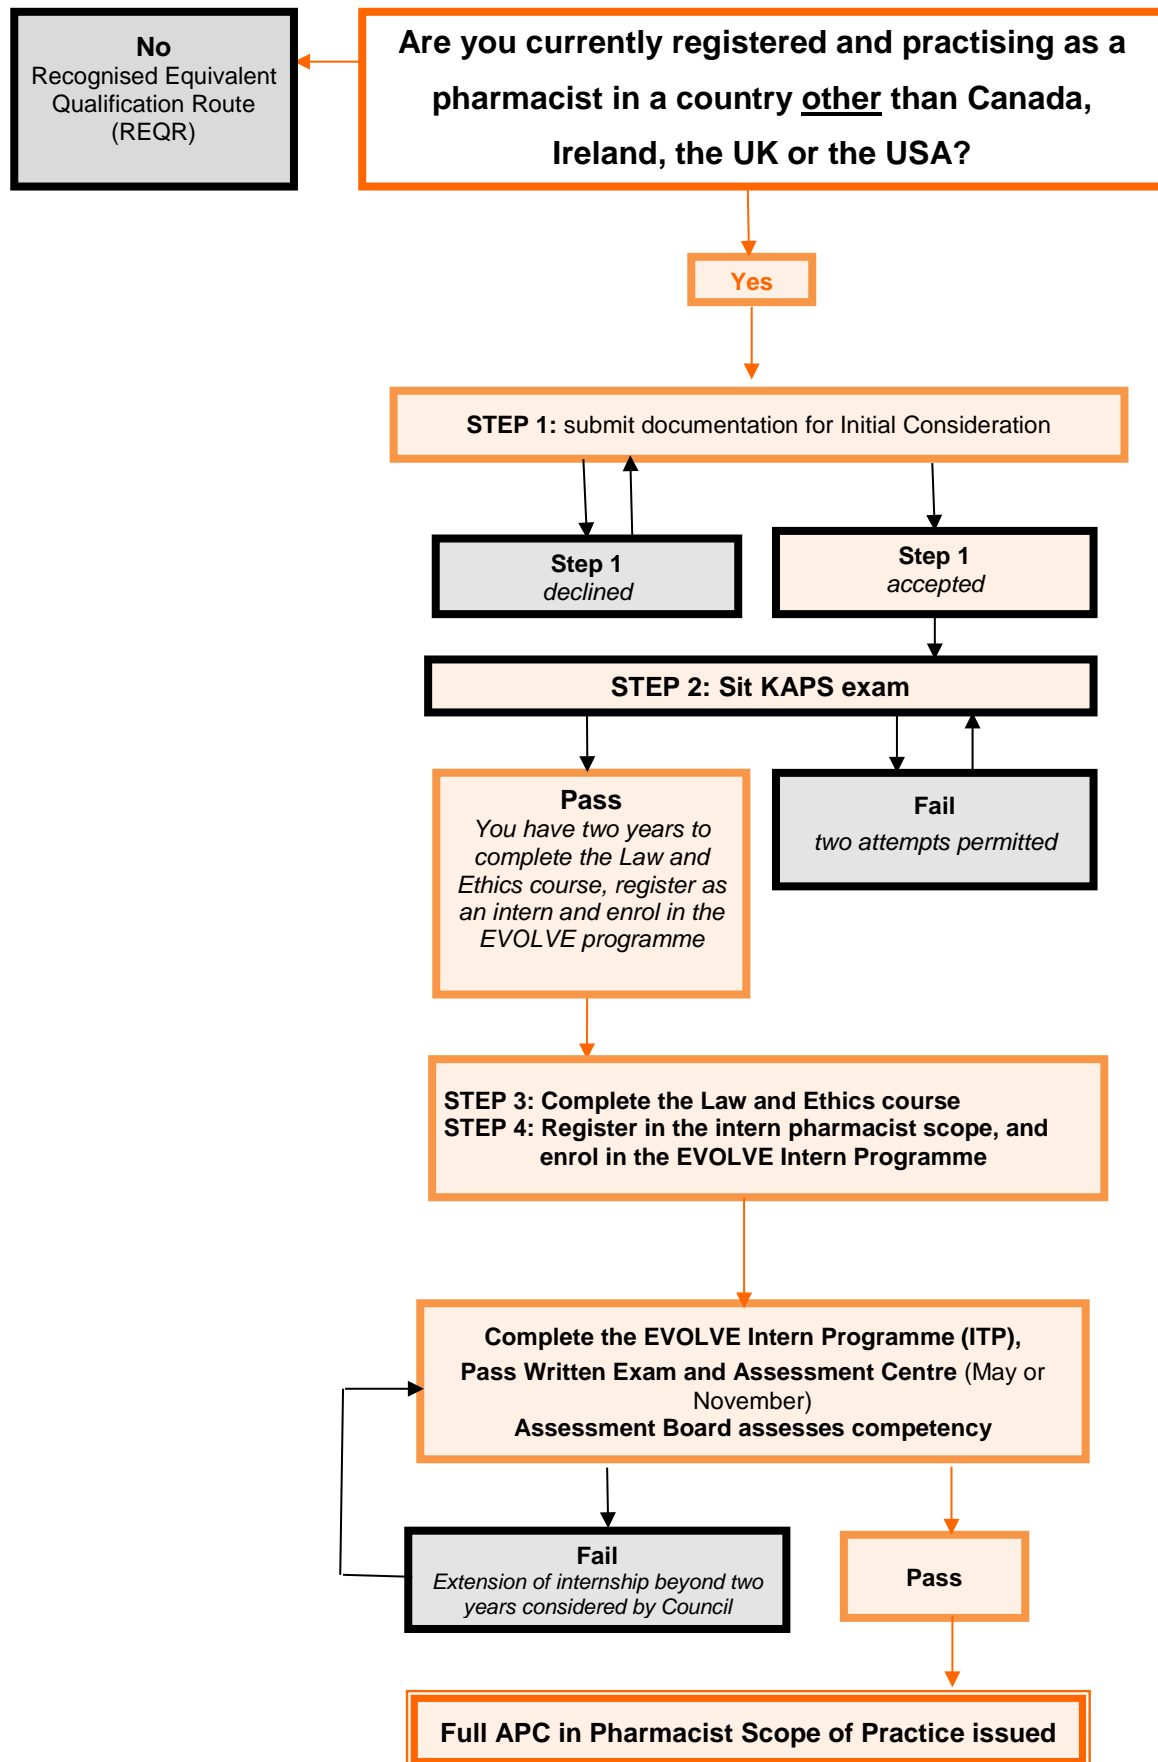 No
Recognised Equivalent
Qualification Route
(REQR)
Are you currently registered and practising as a
pharmacist in a country other than Canada,
Ireland, the UK or the USA?
Yes
STEP 1: submit documentation for Initial Consideration
Step 1
declined
Step 1
accepted
STEP 2: Sit KAPS exam
Pass
You have two years to
complete the Law and
Ethics course, register as
an intern and enrol in the
EVOLVE programme
Fail
two attempts permitted
STEP 3: Complete the Law and Ethics course
STEP 4: Register in the intern pharmacist scope, and
enrol in the EVOLVE Intern Programme
Complete the EVOLVE Intern Programme (ITP),
Pass Written Exam and Assessment Centre (May or
November)
Assessment Board assesses competency
Fail
Extension of internship beyond two
years considered by Council
Pass
Full APC in Pharmacist Scope of Practice issued